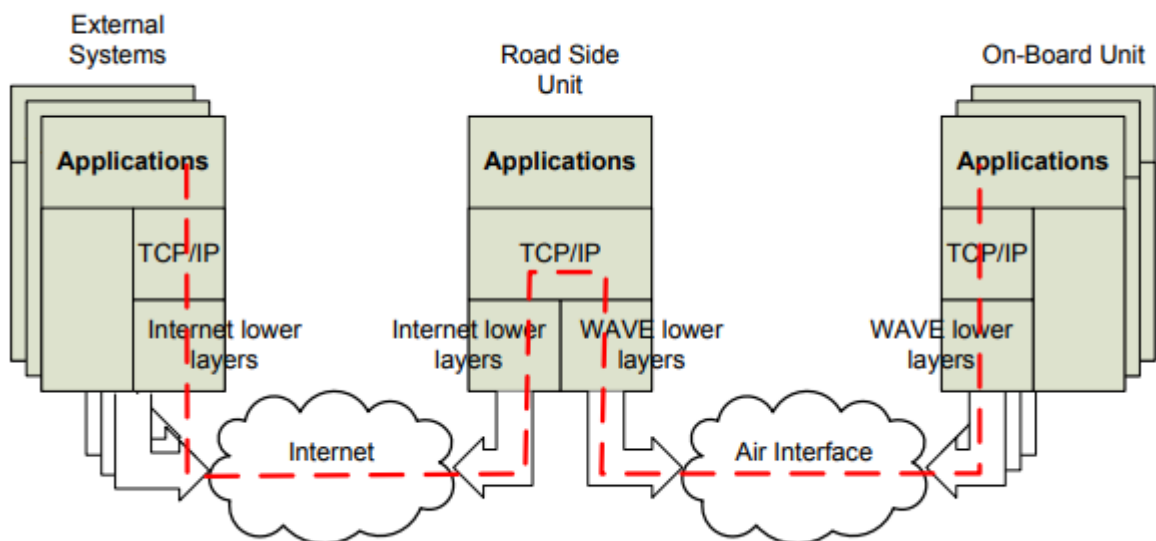 External
Systems
Road Side
Unit
On-Board Unit
Applications
Applications
Applications
TCP/IP
TCP/IP
TCP/IP
Internet lower
layers
Internet lower
layers
WAVE lower
layers
WAVE lower
layers
Internet
Air Interface